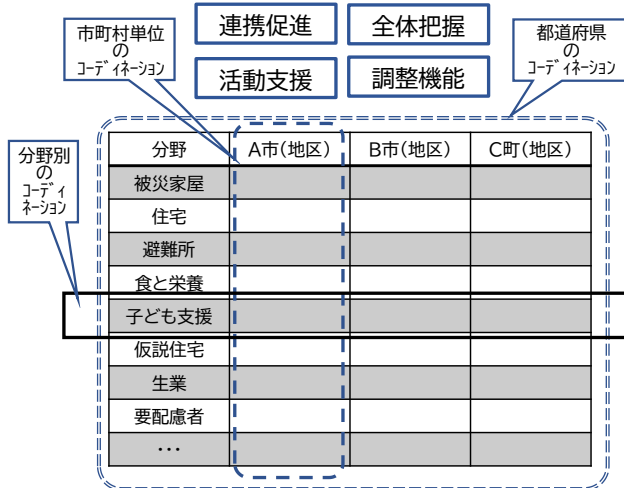 連携促進
全体把握
活動支援
調整機能
市町村単位
の
ｺｰﾃﾞｨﾈｰｼｮﾝ
都道府県
の
ｺｰﾃﾞｨﾈｰｼｮﾝ
分野別
の
ｺｰﾃﾞｨ
ﾈｰｼｮﾝ
分野 A市(地区) B市(地区) C町(地区)
被災家屋
住宅
避難所
食と栄養
子ども支援
仮説住宅
生業
要配慮者
…